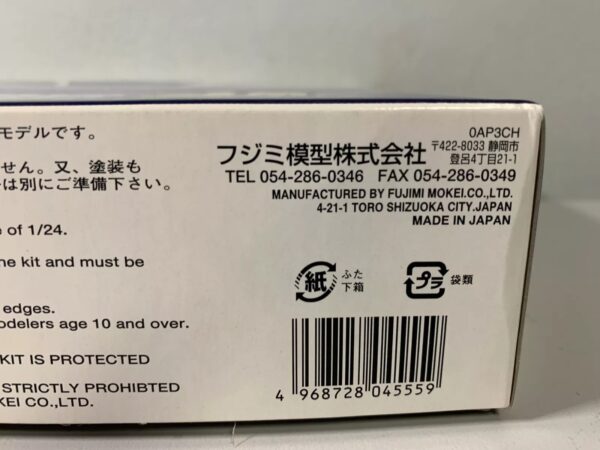 モデルです。
せん。又、塗装も
は別にご準備下さい。
e of 1/24.
he kit and must be
edges.
odelers age 10 and over.
KIT IS PROTECTED
STRICTLY PROHIBTED
KEI CO.,LTD.
0AP3CH
フジミ模型株式会社 〒422-8033 静岡市
登呂4丁目21-1
TEL 054-286-0346 FAX 054-286-0349
MANUFACTURED BY FUJIMI MOKEI.CO.,LTD.
4-21-1 TORO SHIZUOKA CITY.JAPAN
MADE IN JAPAN
紙 ふた
下箱
プラ 袋類
4 968728 045559